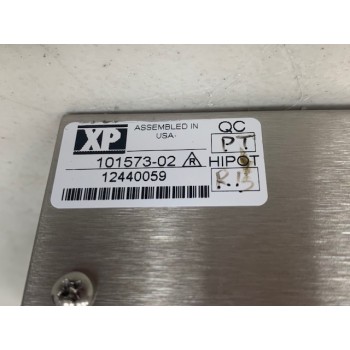 XP
ASSEMBLED IN
USA.
QC
PT
101573-02 R HIPOT
12440059